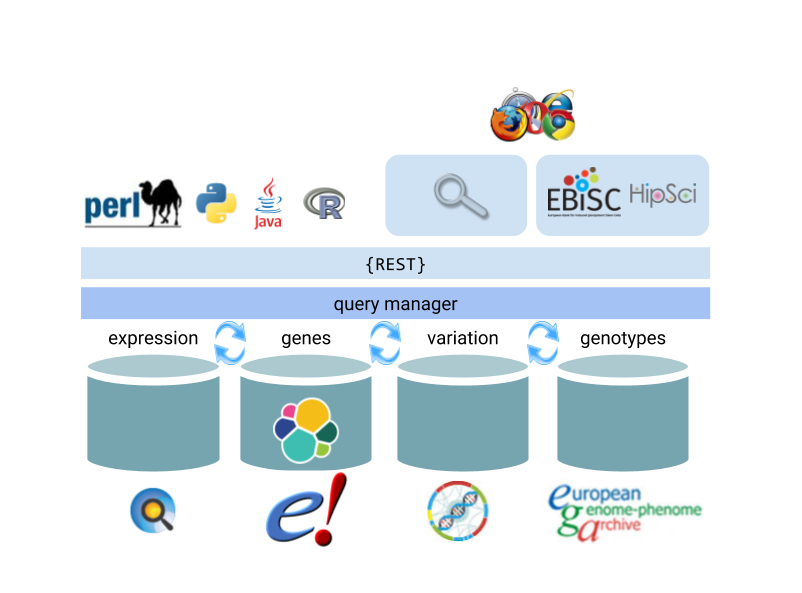 perl
Java
R
EBiSC
HipSci
{REST}
query manager
expression genes variation genotypes
e!
european
genome-phenome
archive